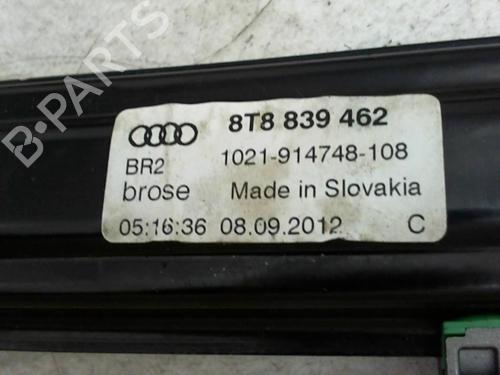 B-PARTS
8T8 839 462
BR2 1021-914748-108
brose Made in Slovakia
05:16:36 08.09.2012 C